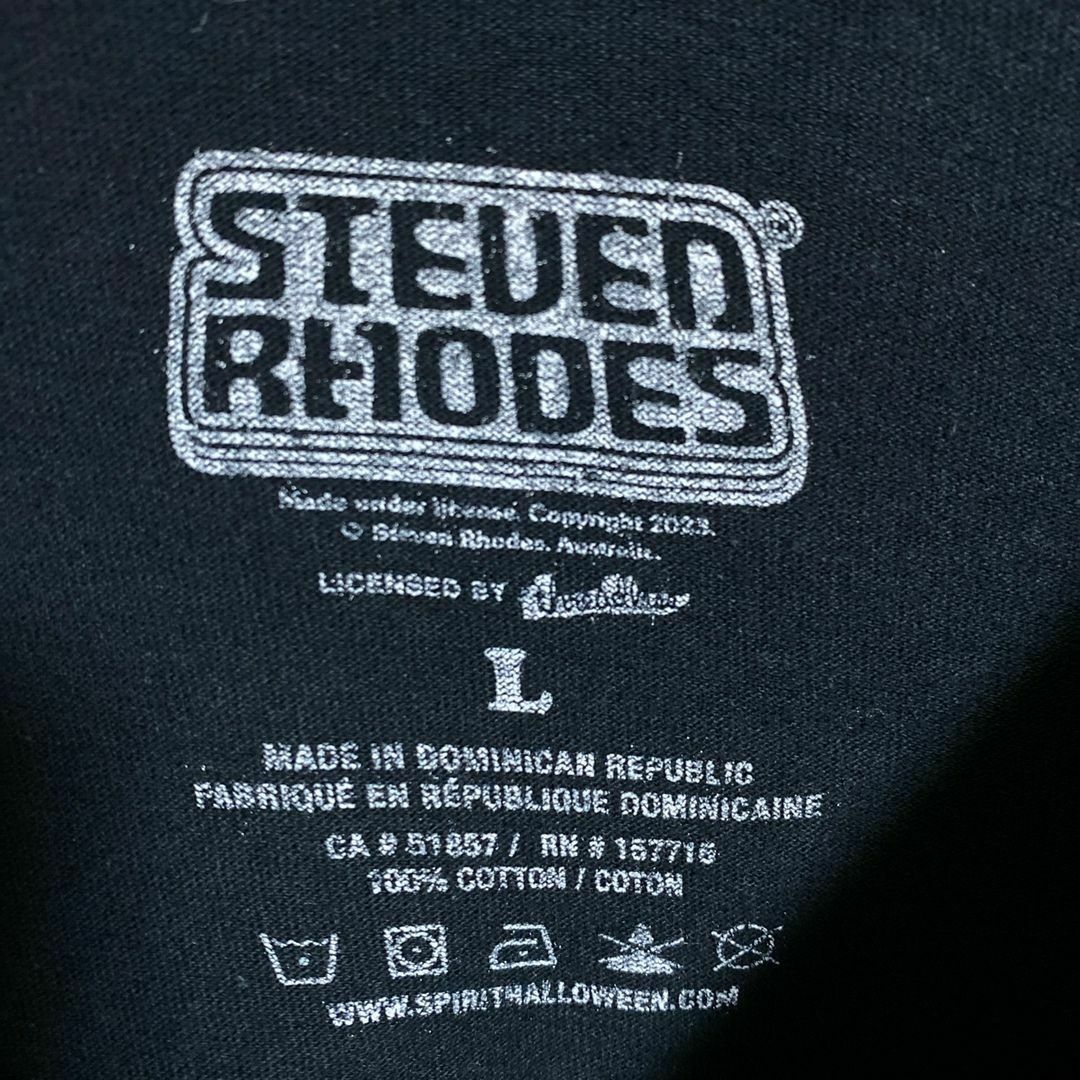 STEVEN®
RHODES
Made under license. Copyright 2023.
© Steven Rhodes. Australia.
LICENSED BY
L
MADE IN DOMINICAN REPUBLIC
FABRIQUÉ EN RÉPUBLIQUE DOMINICAINE
CA # 51857 / RN # 157716
100% COTTON / COTON
WWW.SPIRITHALLOWEEN.COM